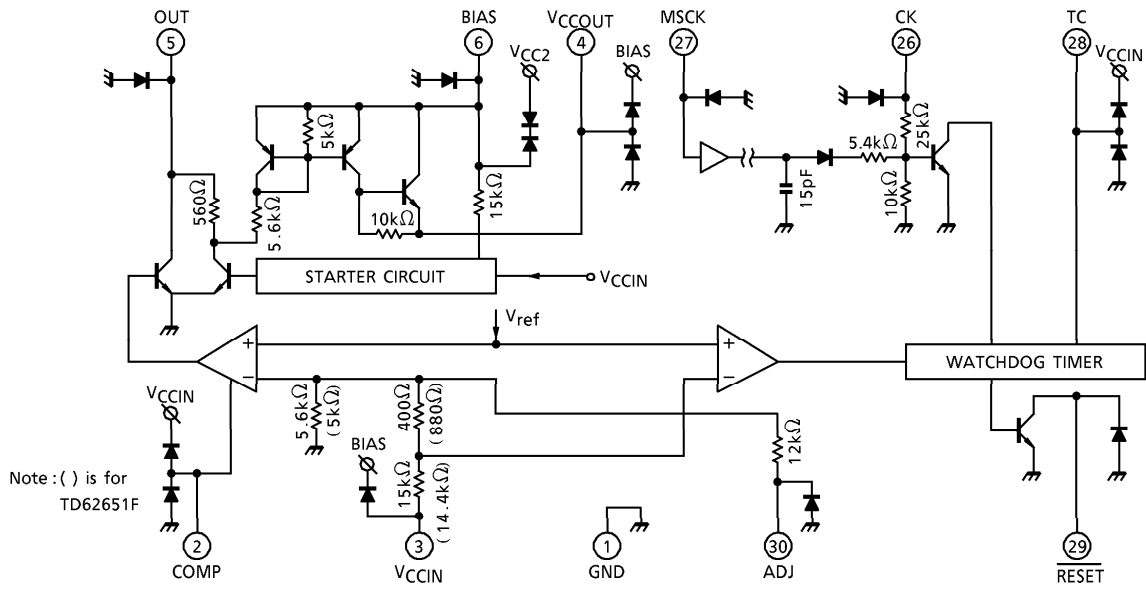 OUT BIAS VCCOUT MSCK CK TC
5 6 4 27 26 28
VCC2 BIAS VCCIN
5kΩ 25kΩ
5.4kΩ
560Ω 5.6kΩ 10kΩ 15kΩ 15pF 10kΩ
STARTER CIRCUIT VCCIN
Vref
+ + WATCHDOG TIMER
− −
VCCIN
5.6kΩ (5kΩ) 400Ω (880Ω)
BIAS 12kΩ
15kΩ (14.4kΩ)
Note :( ) is for
TD62651F
2 3 1 30 29
COMP VCCIN GND ADJ RESET